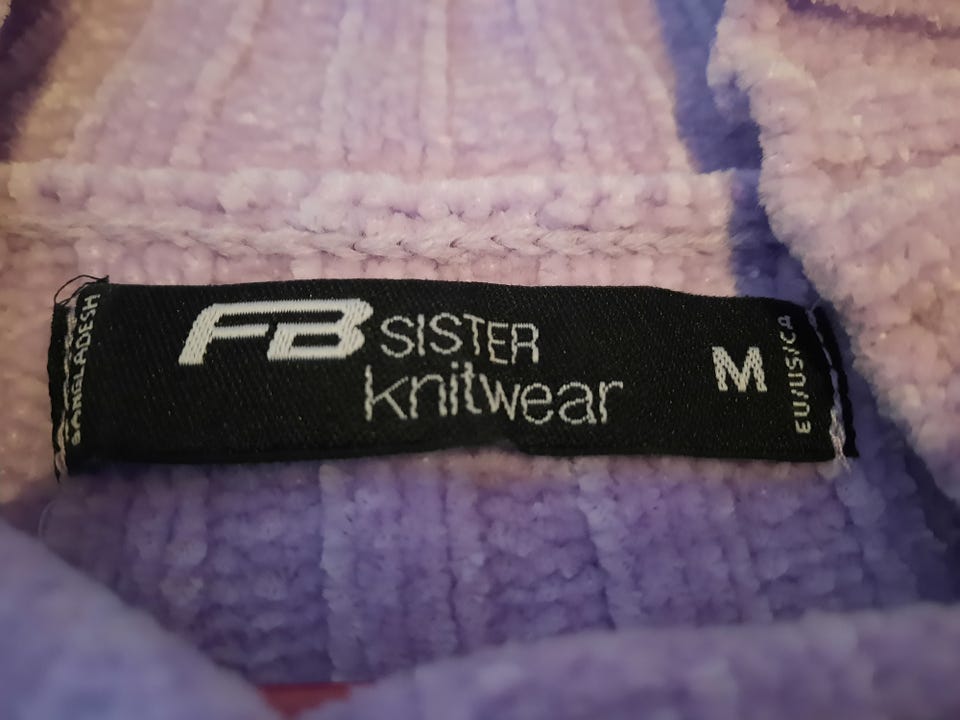 BANGLADESH
FB SISTER
knitwear
M
EU/US/CA